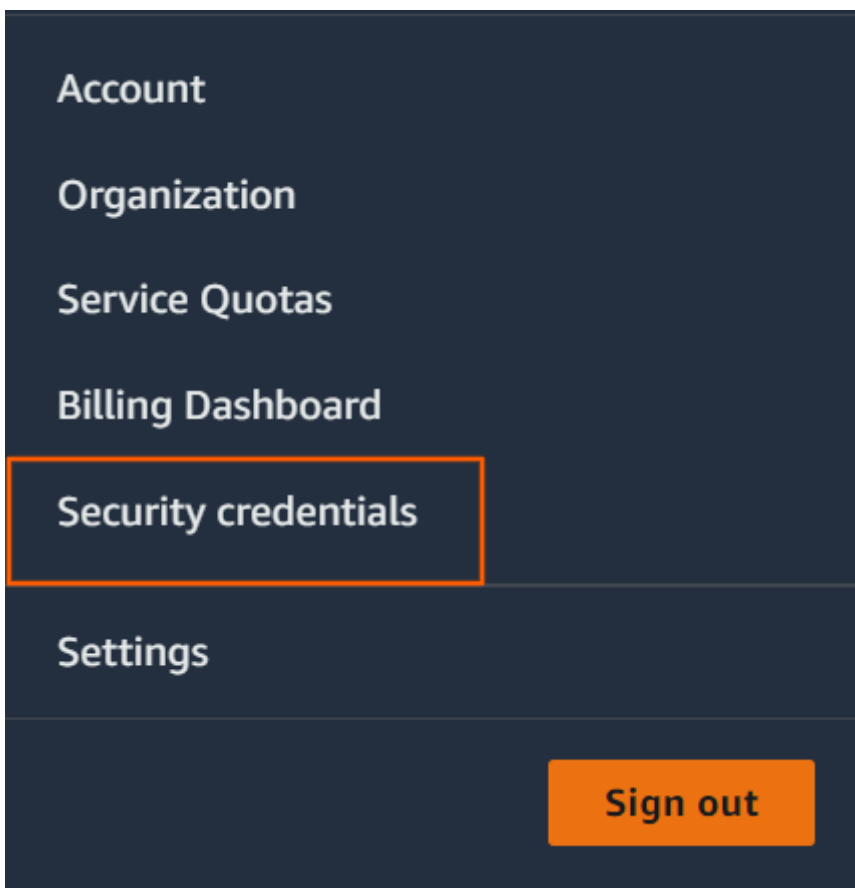 Account
Organization
Service Quotas
Billing Dashboard
Security credentials
Settings
Sign out